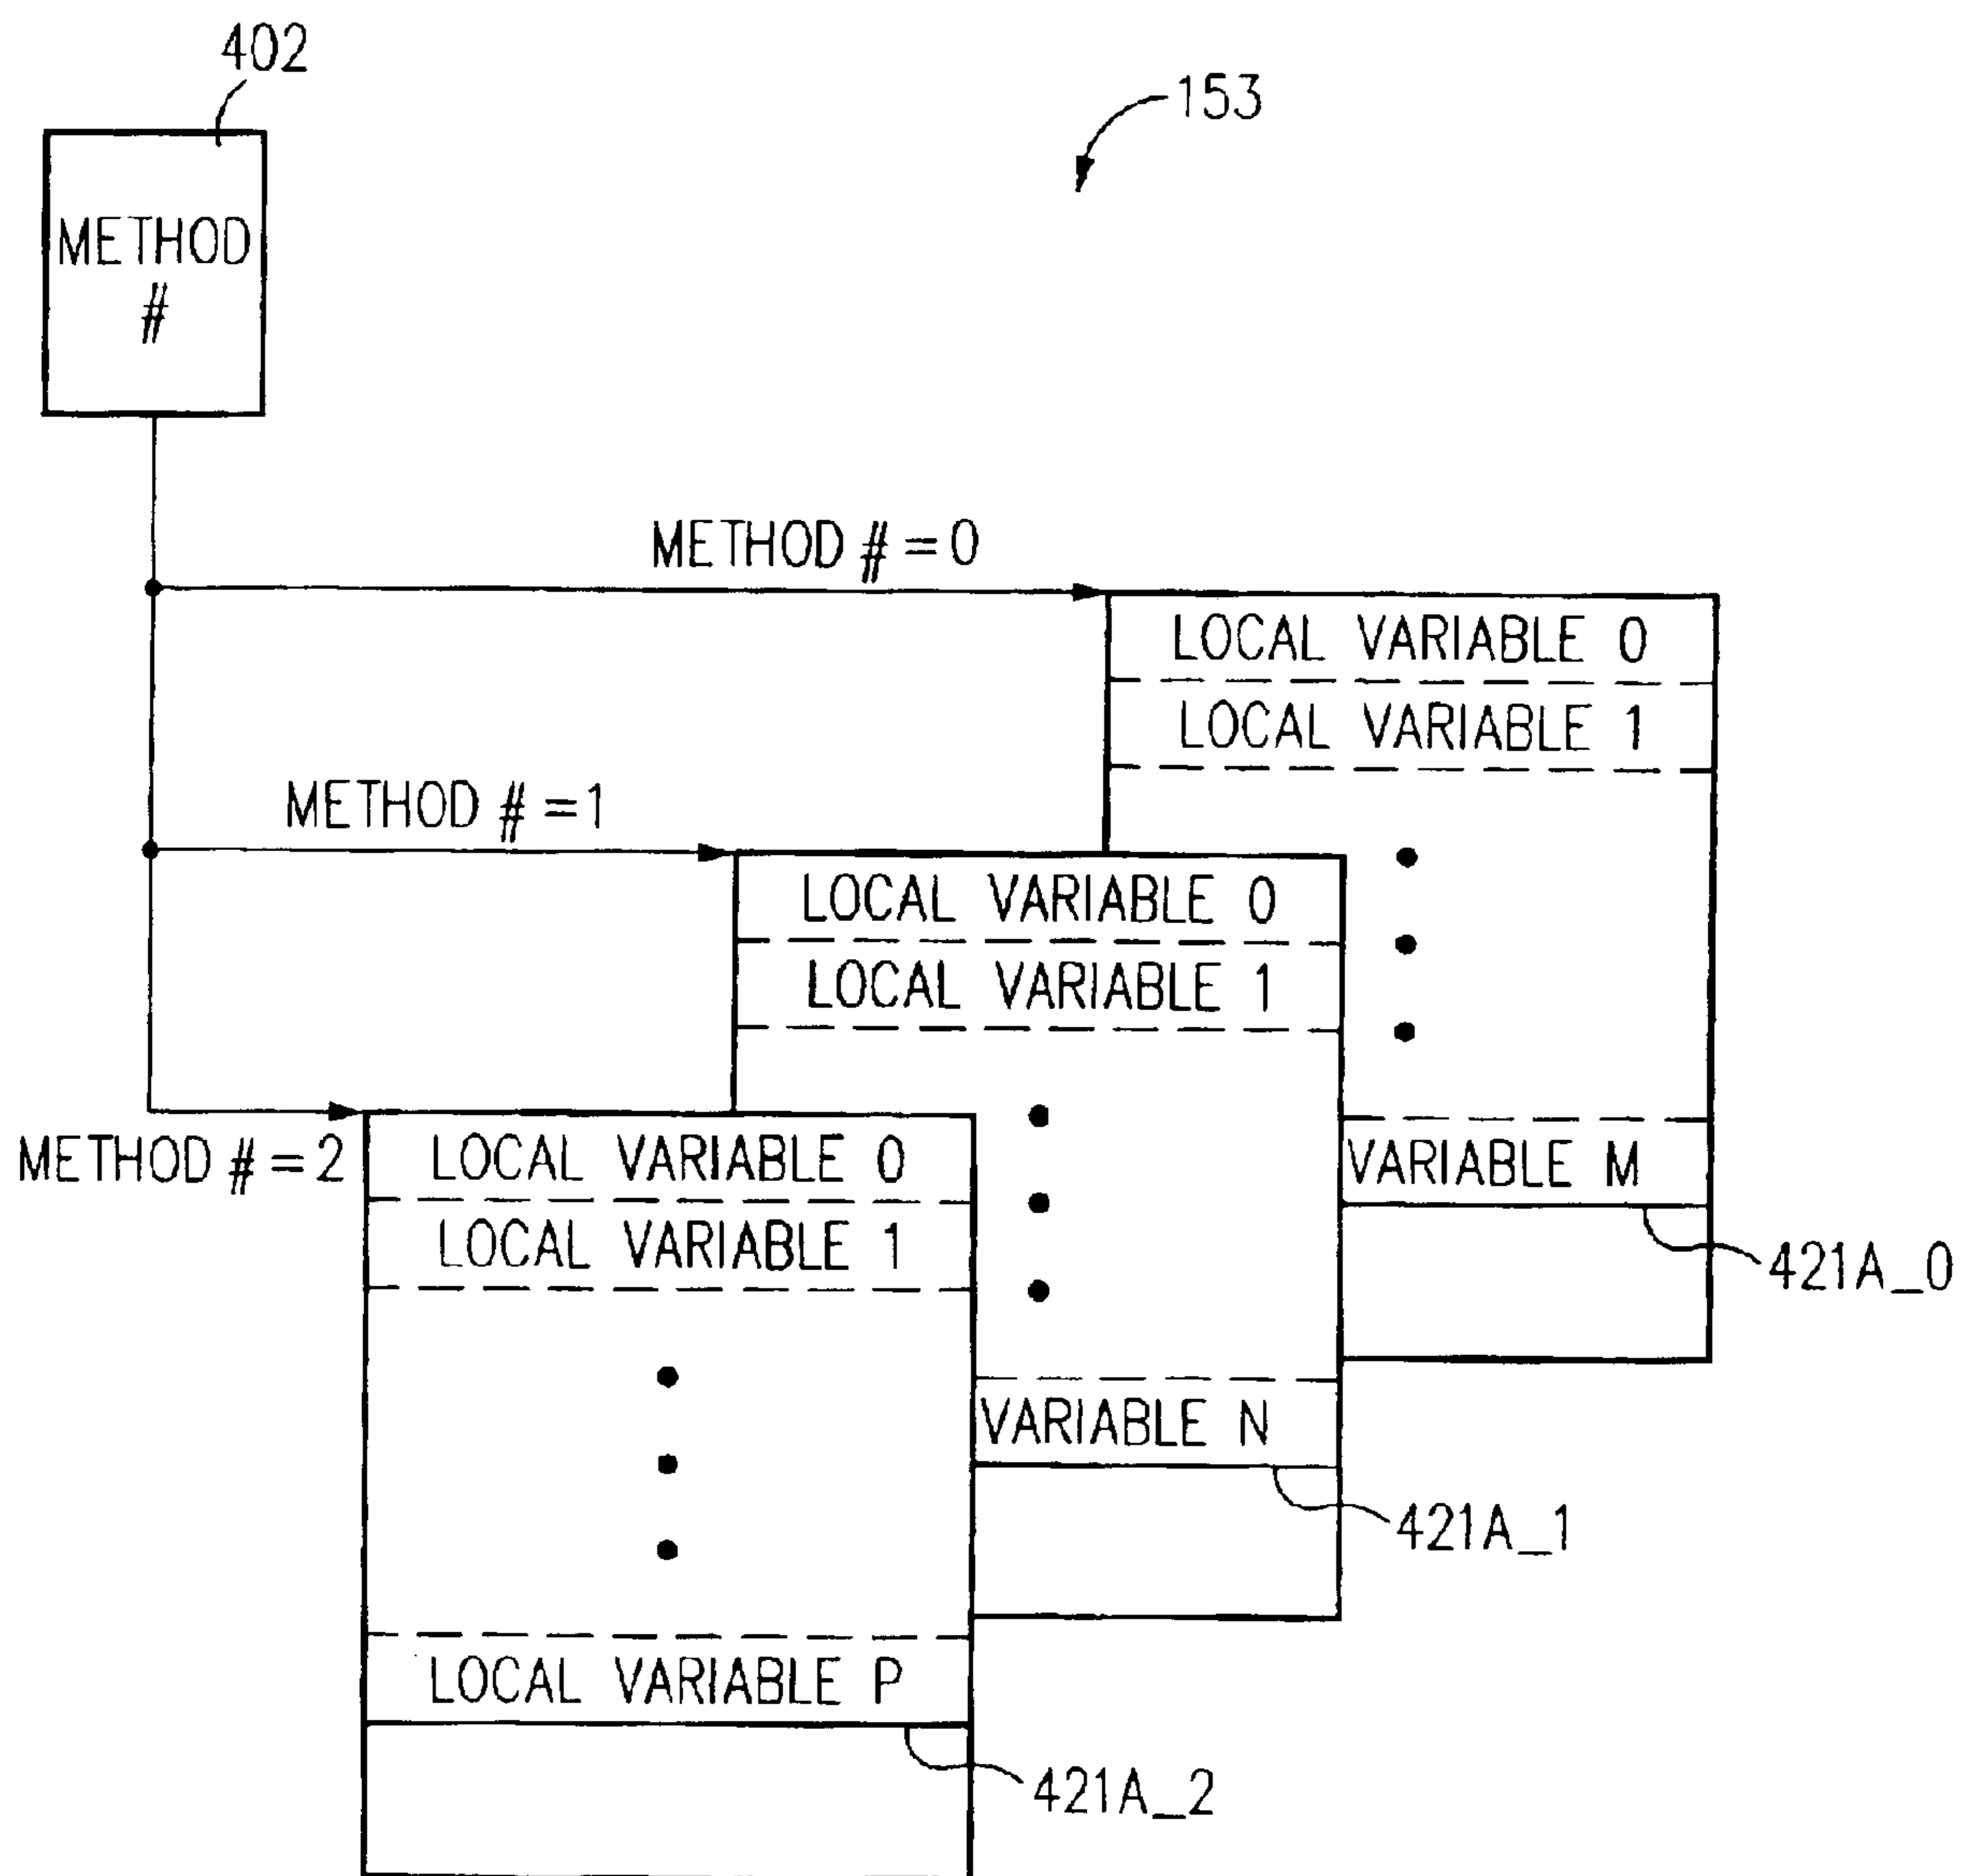 402
153
METHOD
#
METHOD # = 0
LOCAL VARIABLE 0
LOCAL VARIABLE 1
METHOD # = 1
LOCAL VARIABLE 0
LOCAL VARIABLE 1
VARIABLE M
METHOD # = 2
LOCAL VARIABLE 0
LOCAL VARIABLE 1
421A_0
VARIABLE N
421A_1
LOCAL VARIABLE P
421A_2